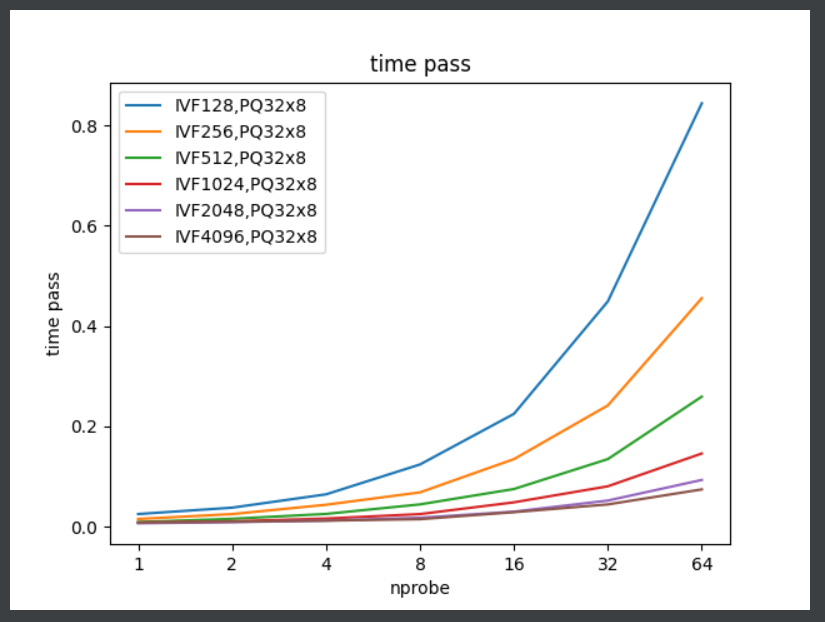 time pass
IVF128,PQ32x8
IVF256,PQ32x8
IVF512,PQ32x8
IVF1024,PQ32x8
IVF2048,PQ32x8
IVF4096,PQ32x8
time pass
0.8
0.6
0.4
0.2
0.0
1 2 4 8 16 32 64
nprobe